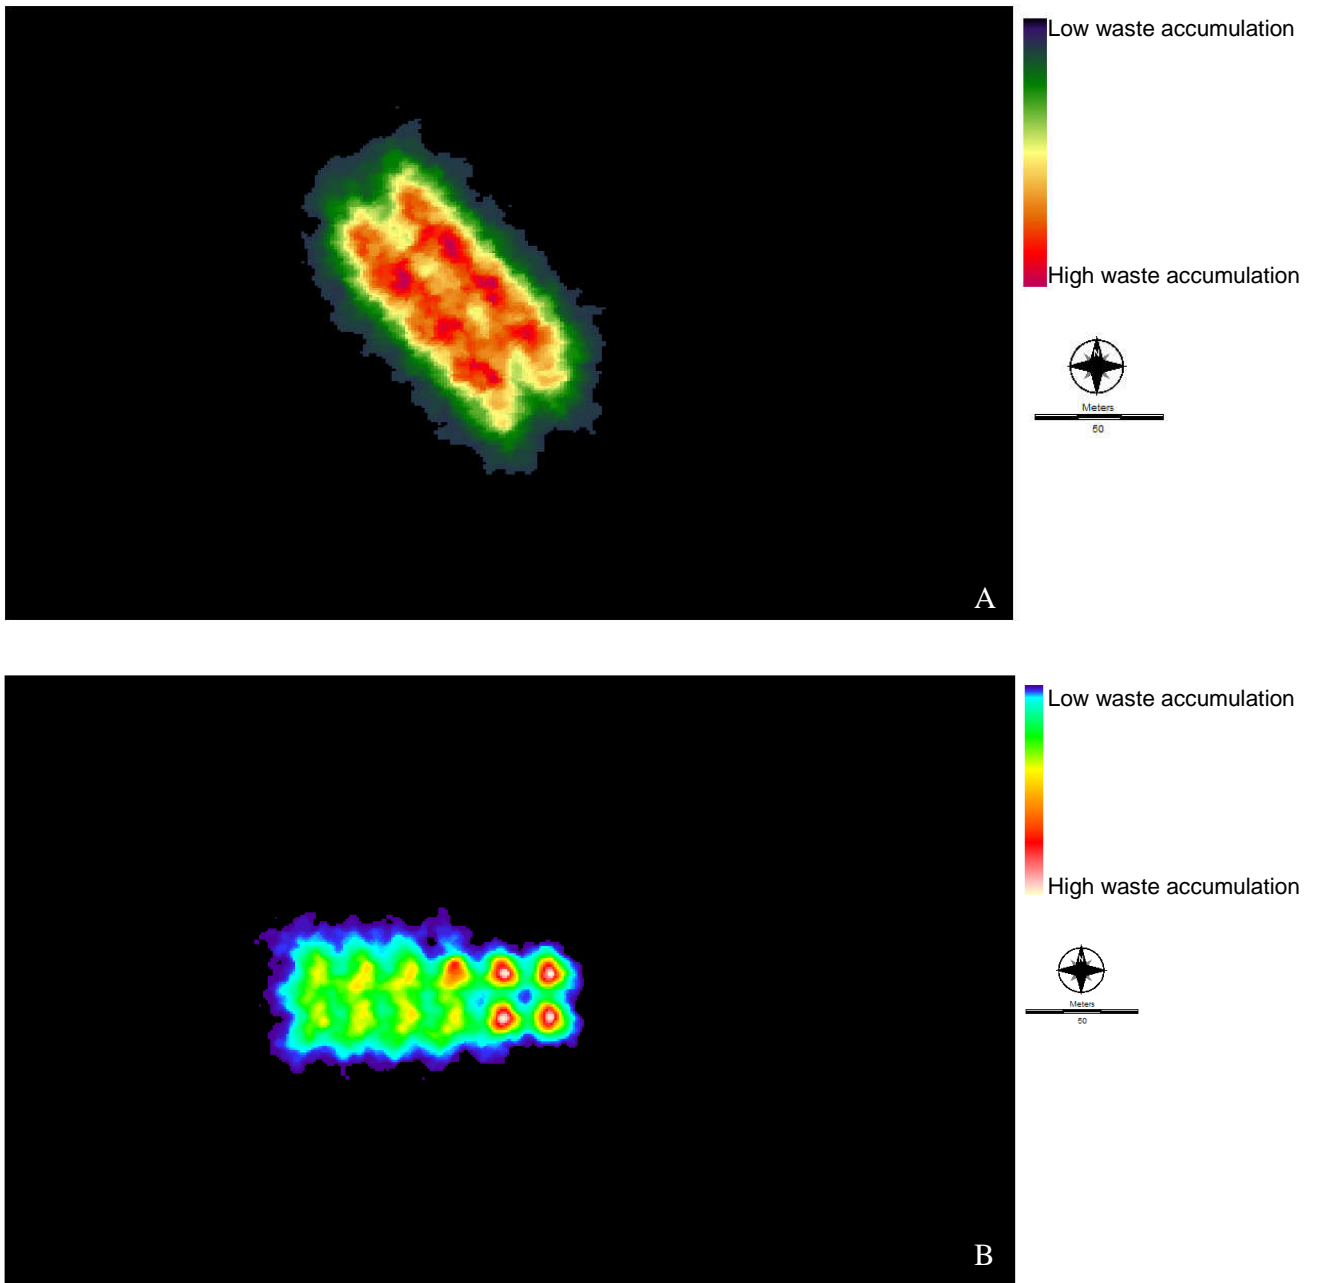 Low waste accumulation
High waste accumulation
N
Meters
50
A
Low waste accumulation
High waste accumulation
N
Meters
50
B